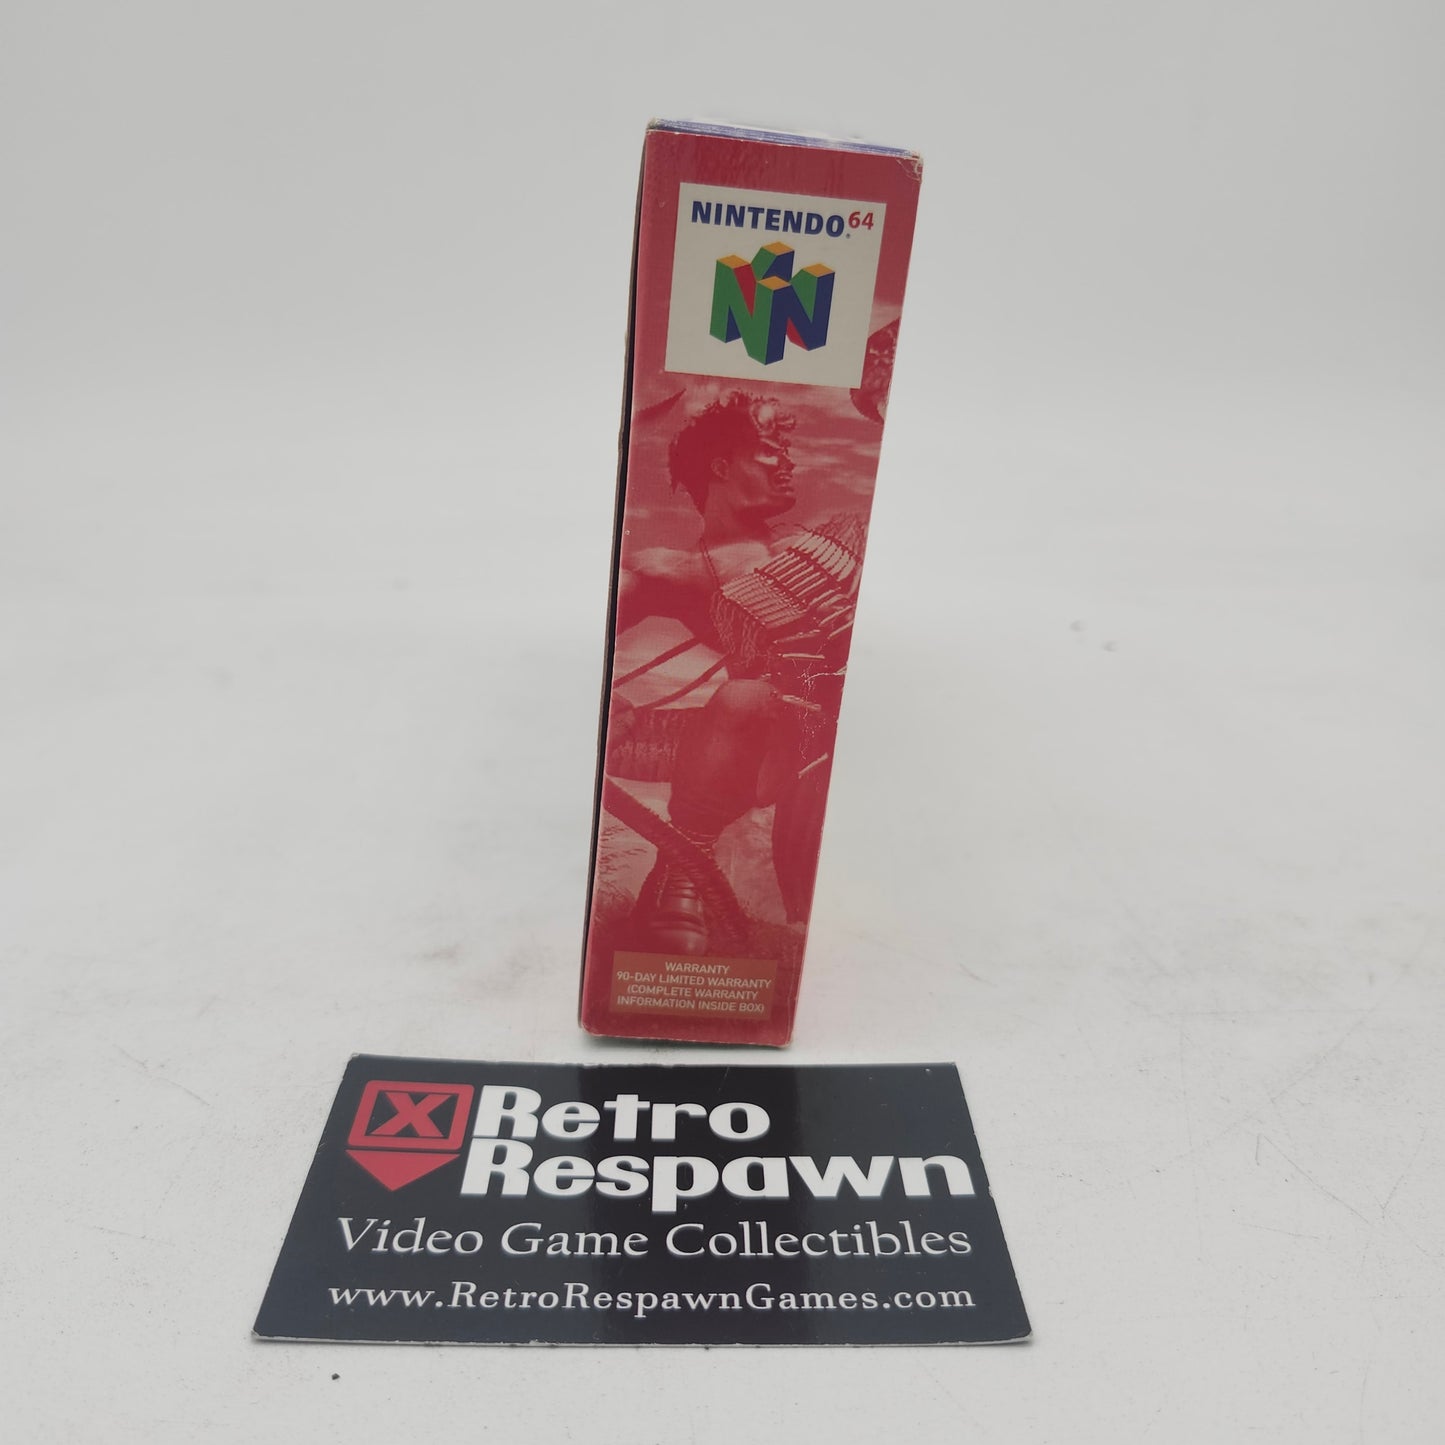 NINTENDO64
WARRANTY
90-DAY LIMITED WARRANTY
(COMPLETE WARRANTY
INFORMATION INSIDE BOX)
X Retro
Respawn
Video Game Collectibles
www.RetroRespawnGames.com